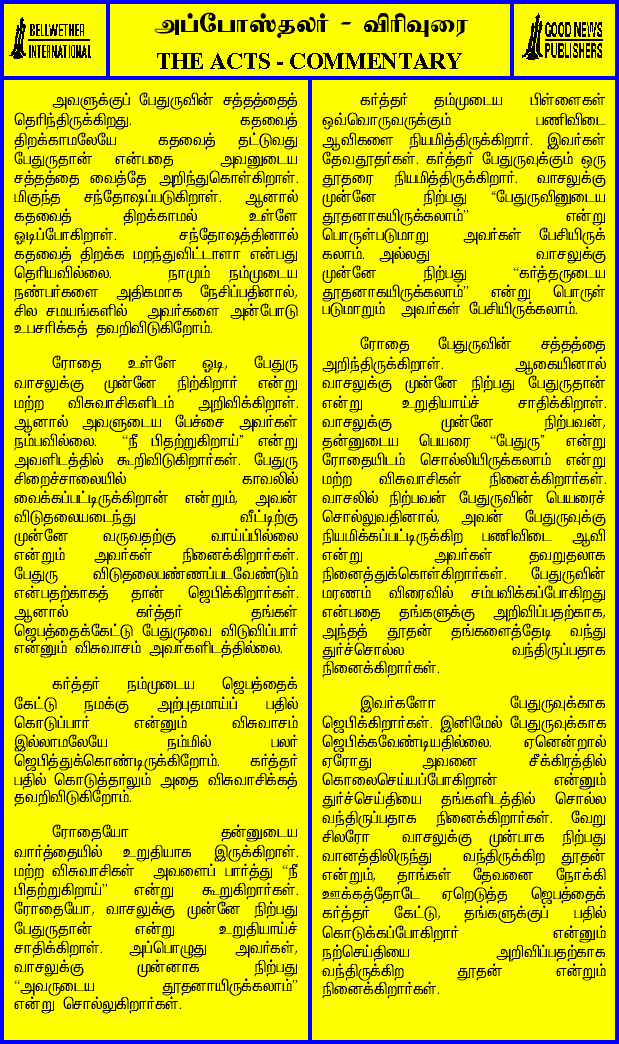 BELLWETHER
INTERNATIONAL
அப்போஸ்தலர் - விரிவுரை
THE ACTS - COMMENTARY
GOOD NEWS
PUBLISHERS
அவளுக்குப் பேதுருவின் சத்தத்தைத்
தெரிந்திருக்கிறது. கதவைத்
திறக்காமலேயே கதவைத் தட்டுவது
பேதுருதான் என்பதை அவனுடைய
சத்தத்தை வைத்தே அறிந்துகொள்கிறாள்.
மிகுந்த சந்தோஷப்படுகிறாள். ஆனால்
கதவைத் திறக்காமல் உள்ளே
ஓடிப்போகிறாள். சந்தோஷத்தினால்
கதவைத் திறக்க மறந்துவிட்டாளா என்பது
தெரியவில்லை. நாமும் நம்முடைய
நண்பர்களை அதிகமாக நேசிப்பதினால்,
சில சமயங்களில் அவர்களை அன்போடு
உபசரிக்கத் தவறிவிடுகிறோம்.
ரோதை உள்ளே ஓடி, பேதுரு
வாசலுக்கு முன்னே நிற்கிறார் என்று
மற்ற விசுவாசிகளிடம் அறிவிக்கிறாள்.
ஆனால் அவளுடைய பேச்சை அவர்கள்
நம்பவில்லை. “நீ பிதற்றுகிறாய்” என்று
அவளிடத்தில் கூறிவிடுகிறார்கள். பேதுரு
சிறைச்சாலையில் காவலில்
வைக்கப்பட்டிருக்கிறான் என்றும், அவன்
விடுதலையடைந்து வீட்டிற்கு
முன்னே வருவதற்கு வாய்ப்பில்லை
என்றும் அவர்கள் நினைக்கிறார்கள்.
பேதுரு விடுதலைபண்ணப்படவேண்டும்
என்பதற்காகத் தான் ஜெபிக்கிறார்கள்.
ஆனால் கர்த்தர் தங்கள்
ஜெபத்தைக்கேட்டு பேதுருவை விடுவிப்பார்
என்னும் விசுவாசம் அவர்களிடத்தில்லை.
கர்த்தர் நம்முடைய ஜெபத்தைக்
கேட்டு நமக்கு அற்புதமாய்ப் பதில்
கொடுப்பார் என்னும் விசுவாசம்
இல்லாமலேயே நம்மில் பலர்
ஜெபித்துக்கொண்டிருக்கிறோம். கர்த்தர்
பதில் கொடுத்தாலும் அதை விசுவாசிக்கத்
தவறிவிடுகிறோம்.
ரோதையோ தன்னுடைய
வார்த்தையில் உறுதியாக இருக்கிறாள்.
மற்ற விசுவாசிகள் அவளைப் பார்த்து “நீ
பிதற்றுகிறாய்” என்று கூறுகிறார்கள்.
ரோதையோ, வாசலுக்கு முன்னே நிற்பது
பேதுருதான் என்று உறுதியாய்ச்
சாதிக்கிறாள். அப்பொழுது அவர்கள்,
வாசலுக்கு முன்னாக நிற்பது
“அவருடைய தூதனாயிருக்கலாம்”
என்று சொல்லுகிறார்கள்.
கர்த்தர் தம்முடைய பிள்ளைகள்
ஒவ்வொருவருக்கும் பணிவிடை
ஆவிகளை நியமித்திருக்கிறார். இவர்கள்
தேவதூதர்கள். கர்த்தர் பேதுருவுக்கும் ஒரு
தூதரை நியமித்திருக்கிறார். வாசலுக்கு
முன்னே நிற்பது “பேதுருவினுடைய
தூதனாகயிருக்கலாம்” என்று
பொருள்படுமாறு அவர்கள் பேசியிருக்
கலாம். அல்லது வாசலுக்கு
முன்னே நிற்பது “கர்த்தருடைய
தூதனாகயிருக்கலாம்” என்று பொருள்
படுமாறும் அவர்கள் பேசியிருக்கலாம்.
ரோதை பேதுருவின் சத்தத்தை
அறிந்திருக்கிறாள். ஆகையினால்
வாசலுக்கு முன்னே நிற்பது பேதுருதான்
என்று உறுதியாய்ச் சாதிக்கிறாள்.
வாசலுக்கு முன்னே நிற்பவன்,
தன்னுடைய பெயரை “பேதுரு” என்று
ரோதையிடம் சொல்லியிருக்கலாம் என்று
மற்ற விசுவாசிகள் நினைக்கிறார்கள்.
வாசலில் நிற்பவன் பேதுருவின் பெயரைச்
சொல்லுவதினால், அவன் பேதுருவுக்கு
நியமிக்கப்பட்டிருக்கிற பணிவிடை ஆவி
என்று அவர்கள் தவறுதலாக
நினைத்துக்கொள்கிறார்கள். பேதுருவின்
மரணம் விரைவில் சம்பவிக்கப்போகிறது
என்பதை தங்களுக்கு அறிவிப்பதற்காக,
அந்தத் தூதன் தங்களைத்தேடி வந்து
துர்ச்சொல்ல வந்திருப்பதாக
நினைக்கிறார்கள்.
இவர்களோ பேதுருவுக்காக
ஜெபிக்கிறார்கள். இனிமேல் பேதுருவுக்காக
ஜெபிக்கவேண்டியதில்லை. ஏனென்றால்
ஏரோது அவனை சீக்கிரத்தில்
கொலைசெய்யப்போகிறான் என்னும்
துர்ச்செய்தியை தங்களிடத்தில் சொல்ல
வந்திருப்பதாக நினைக்கிறார்கள். வேறு
சிலரோ வாசலுக்கு முன்பாக நிற்பது
வானத்திலிருந்து வந்திருக்கிற தூதன்
என்றும், தாங்கள் தேவனை நோக்கி
ஊக்கத்தோடே ஏறெடுத்த ஜெபத்தைக்
கர்த்தர் கேட்டு, தங்களுக்குப் பதில்
கொடுக்கப்போகிறார் என்னும்
நற்செய்தியை அறிவிப்பதற்காக
வந்திருக்கிற தூதன் என்றும்
நினைக்கிறார்கள்.